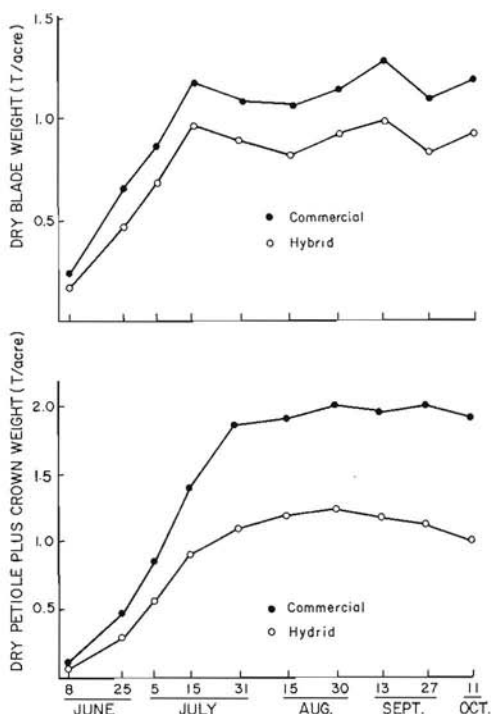 DRY BLADE WEIGHT (T/acre)
1.5
1.0
0.5
Commercial
Hybrid
DRY PETIOLE PLUS CROWN WEIGHT (T/acre)
2.0
1.5
1.0
0.5
Commercial
Hydrid
8 25 5 15 31 15 30 13 27 11
JUNE JULY AUG. SEPT. OCT.